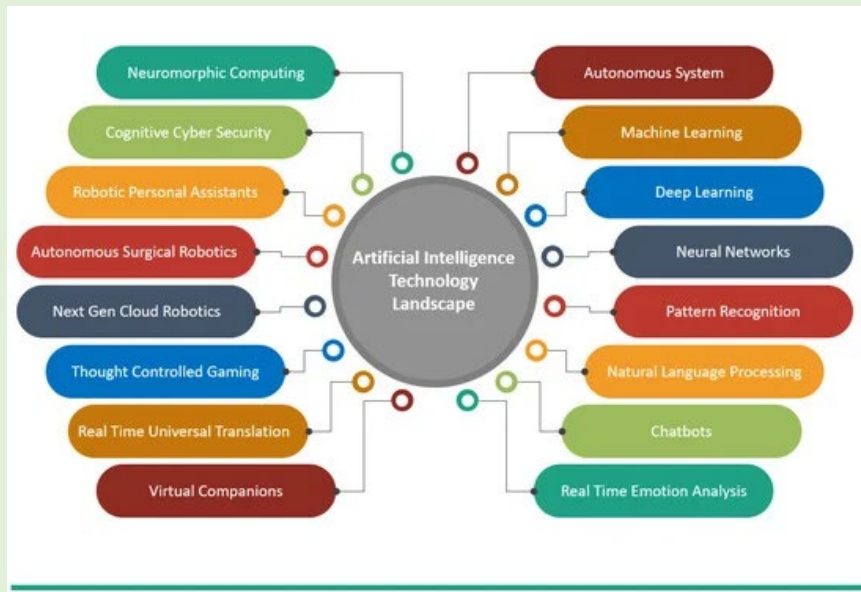 Neuromorphic Computing
Cognitive Cyber Security
Robotic Personal Assistants
Autonomous Surgical Robotics
Next Gen Cloud Robotics
Thought Controlled Gaming
Real Time Universal Translation
Virtual Companions
Artificial Intelligence
Technology
Landscape
Autonomous System
Machine Learning
Deep Learning
Neural Networks
Pattern Recognition
Natural Language Processing
Chatbots
Real Time Emotion Analysis